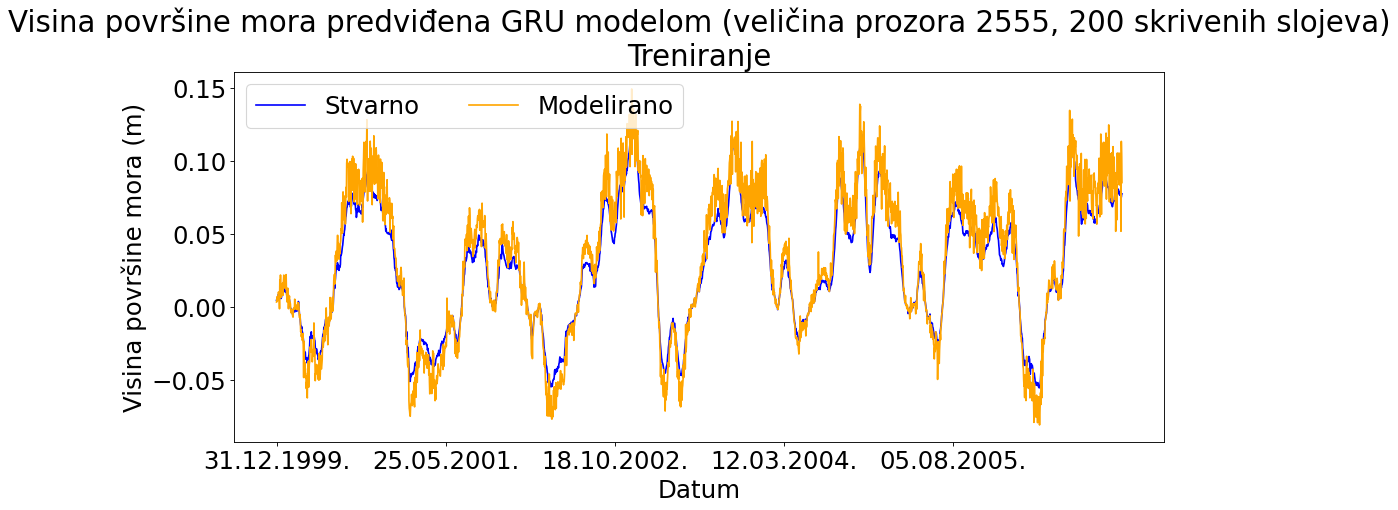 Visina površine mora predviđena GRU modelom (veličina prozora 2555, 200 skrivenih slojeva)
Treniranje
Stvarno
Modelirano
Visina površine mora (m)
0.15
0.10
0.05
0.00
−0.05
31.12.1999.
25.05.2001.
18.10.2002.
12.03.2004.
05.08.2005.
Datum